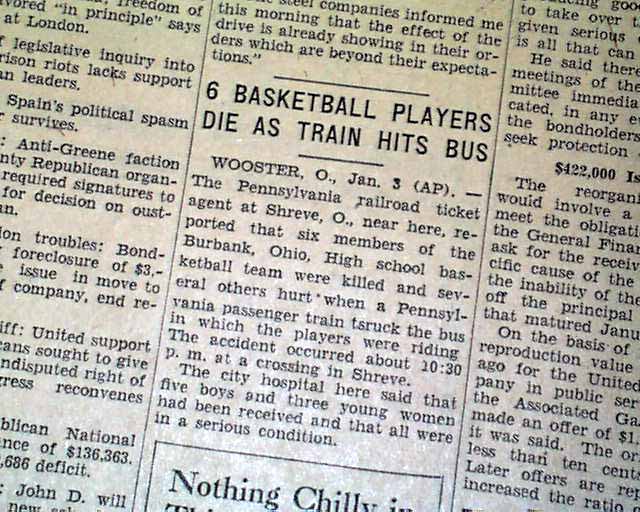 freedom of
avored "in principle" says
at London.
legislative inquiry into
rison riots lacks support
an leaders.
Spain's political spasm
survives.
: Anti-Greene faction
nty Republican organ-
required signatures to
for decision on oust-
an.
ion troubles: Bond-
foreclosure of $3,-
issue in move to
f company, end re-
iff: United support
cans sought to give
ndisputed right of
gress reconvenes
blican National
nce of $136,363.
,686 deficit.
: John D. will
steel companies informed me
this morning that the effect of the
drive is already showing in their or-
ders which are beyond their expecta-
tions."
6 BASKETBALL PLAYERS
DIE AS TRAIN HITS BUS
WOOSTER, O., Jan. 3 (AP). —
The Pennsylvania railroad ticket
agent at Shreve, O., near here, re-
ported that six members of the
Burbank, Ohio, High school bas-
ketball team were killed and sev-
eral others hurt when a Pennsyl-
vania passenger train tsruck the bus
in which the players were riding
The accident occurred about 10:30
p. m. at a crossing in Shreve.
The city hospital here said that
five boys and three young women
had been received and that all were
in a serious condition.
Nothing Chilly in
to take over
given serious
is all that can
He said there
meetings of the
mittee immedia
cated, in any e
the bondholders
seek protection
$422,000 Is
The reorgani
would involve a
meet the obligati
the General Finan
ask for the receiv
cific cause of the
the inability of the
off the principal
that matured Janu
On the basis of
reproduction value
ago for the United
pany in public ser
the Associated Ga
made an offer of $1
it was said. The or
less than ten cent
Later offers are re
increased the ratio